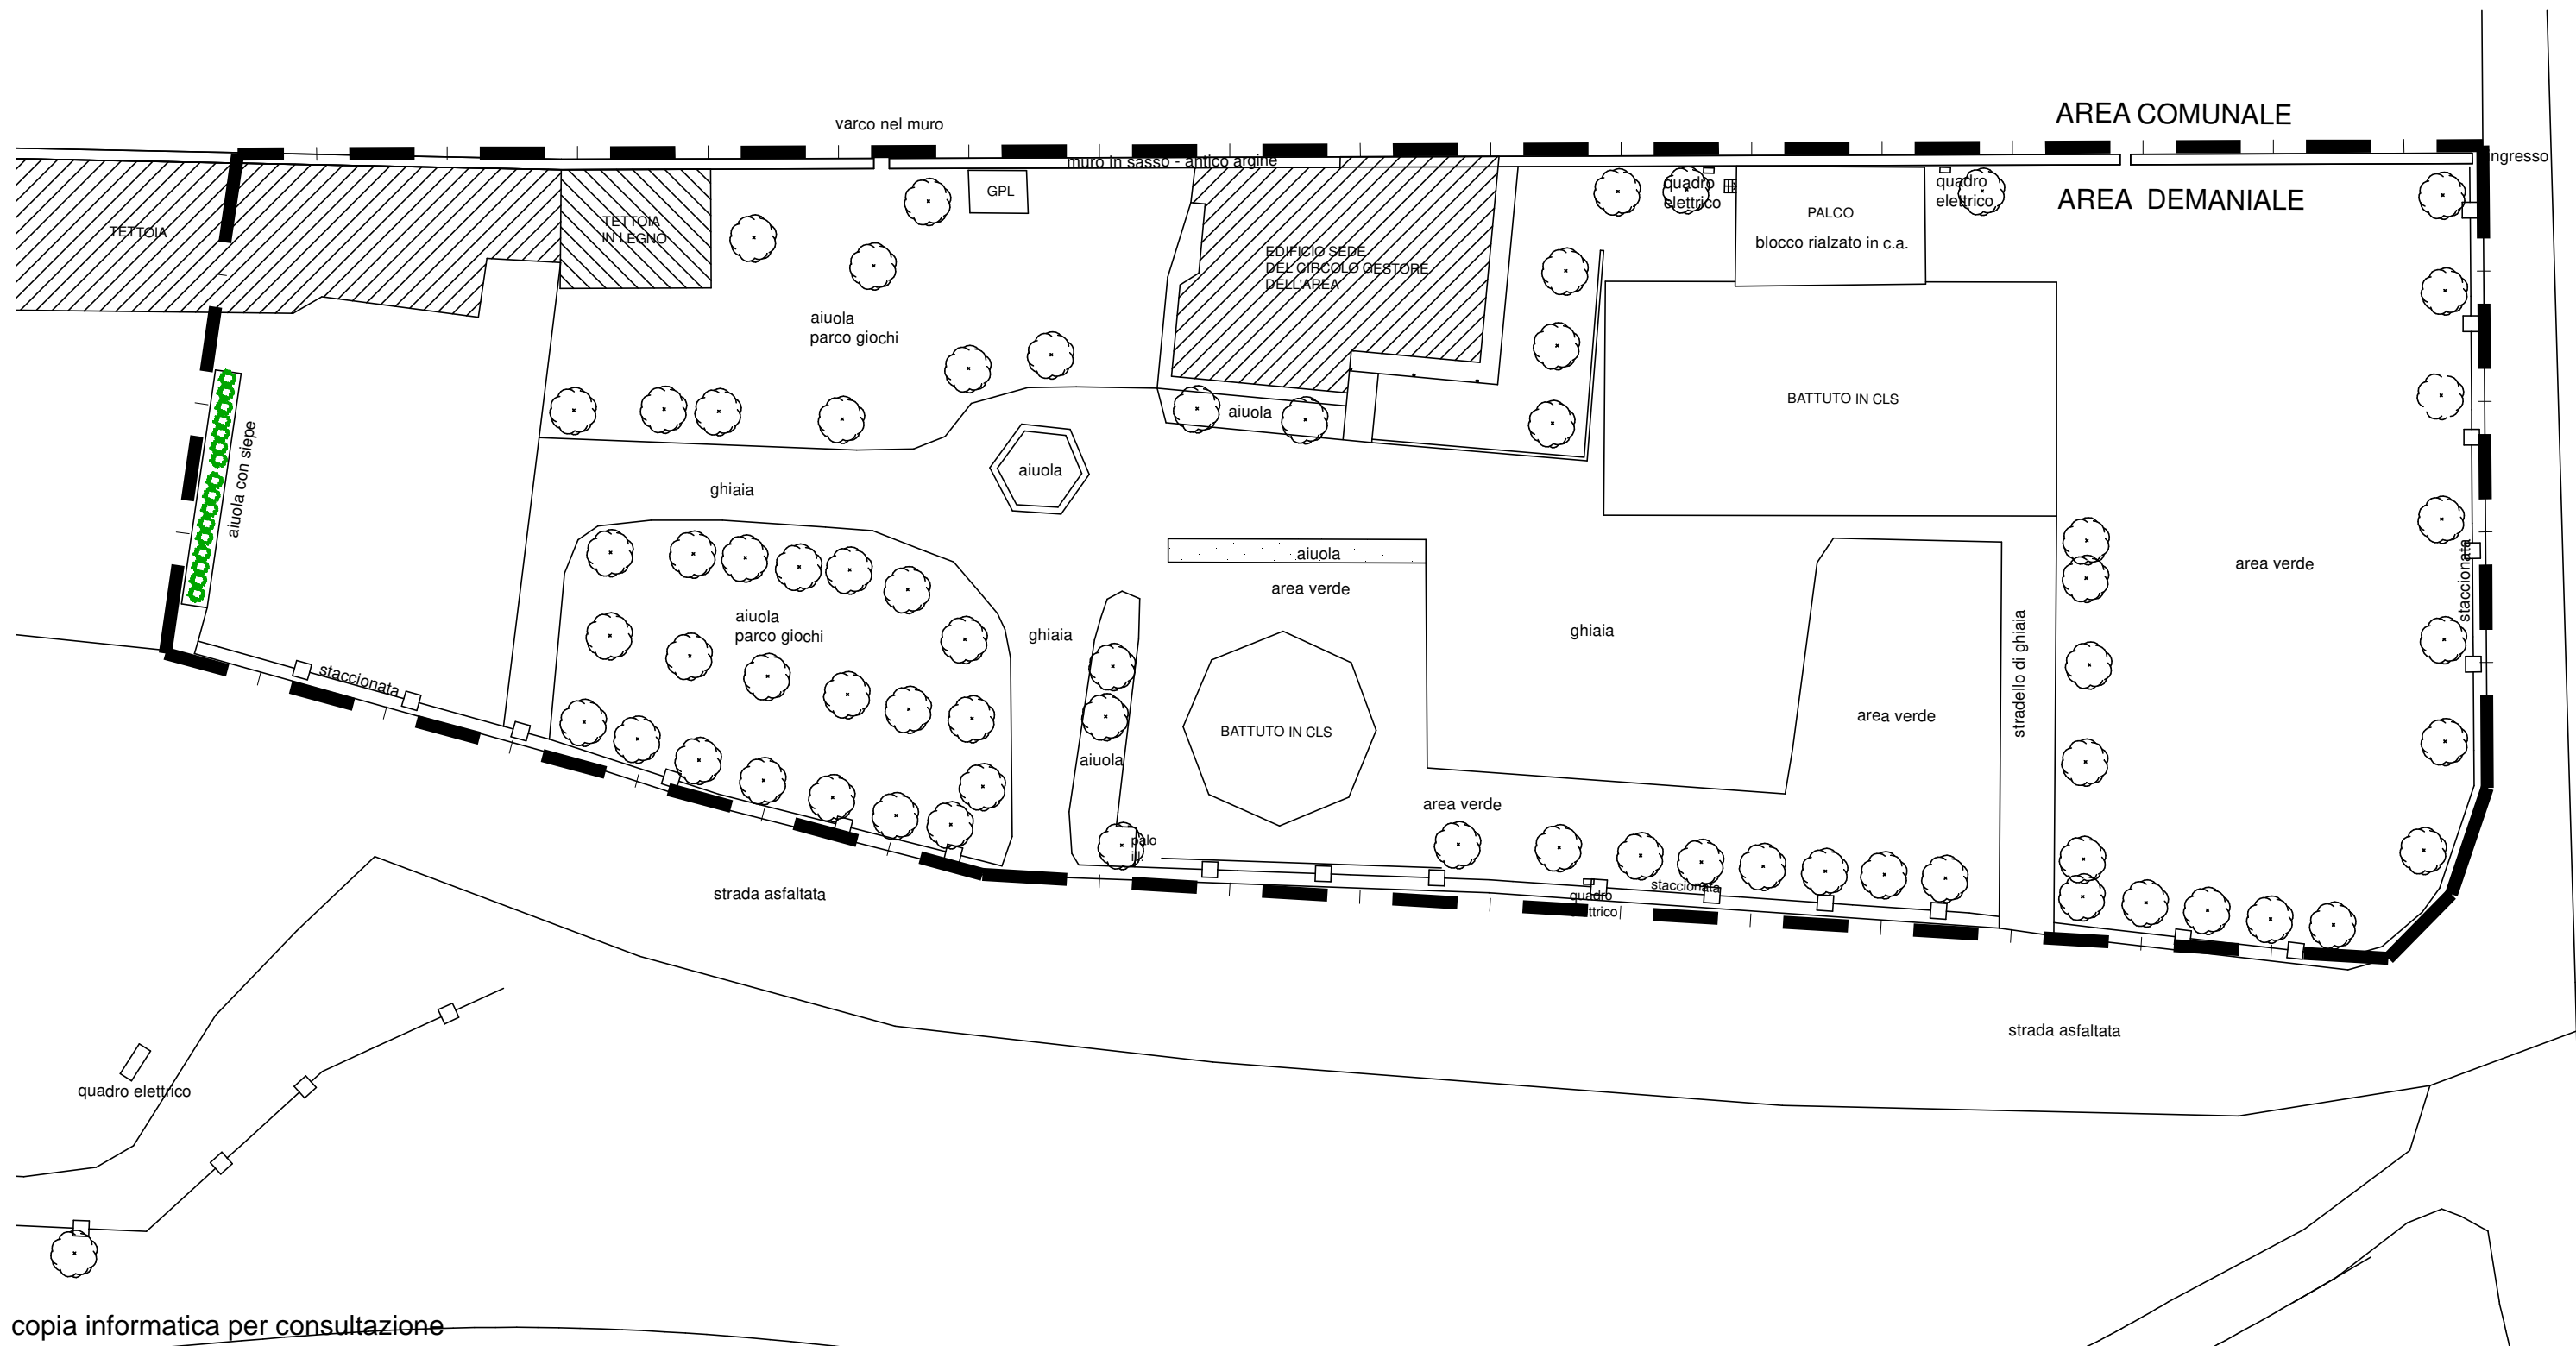 varco nel muro
AREA COMUNALE
muro in sasso - antico argine
ingresso
GPL
quadro
elettrico
quadro
elettrico
AREA DEMANIALE
TETTOIA
TETTOIA
IN LEGNO
PALCO
blocco rialzato in c.a.
EDIFICIO SEDE
DEL CIRCOLO GESTORE
DELL'AREA
aiuola
parco giochi
BATTUTO IN CLS
aiuola
aiuola con siepe
aiuola
ghiaia
aiuola
area verde
area verde
staccionata
aiuola
parco giochi
ghiaia
ghiaia
stradello di ghiaia
staccionata
area verde
BATTUTO IN CLS
aiuola
area verde
palo
ill.
strada asfaltata
staccionata
quadro
elettrico
strada asfaltata
quadro elettrico
copia informatica per consultazione